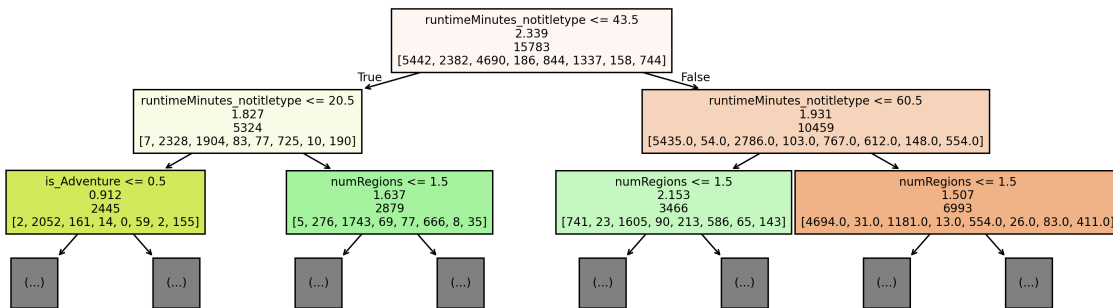 runtimeMinutes_notitletype <= 43.5
2.339
15783
[5442, 2382, 4690, 186, 844, 1337, 158, 744]
True
False
runtimeMinutes_notitletype <= 20.5
1.827
5324
[7, 2328, 1904, 83, 77, 725, 10, 190]
runtimeMinutes_notitletype <= 60.5
1.931
10459
[5435.0, 54.0, 2786.0, 103.0, 767.0, 612.0, 148.0, 554.0]
is_Adventure <= 0.5
0.912
2445
[2, 2052, 161, 14, 0, 59, 2, 155]
numRegions <= 1.5
1.637
2879
[5, 276, 1743, 69, 77, 666, 8, 35]
numRegions <= 1.5
2.153
3466
[741, 23, 1605, 90, 213, 586, 65, 143]
numRegions <= 1.5
1.507
6993
[4694.0, 31.0, 1181.0, 13.0, 554.0, 26.0, 83.0, 411.0]
(...)
(...)
(...)
(...)
(...)
(...)
(...)
(...)